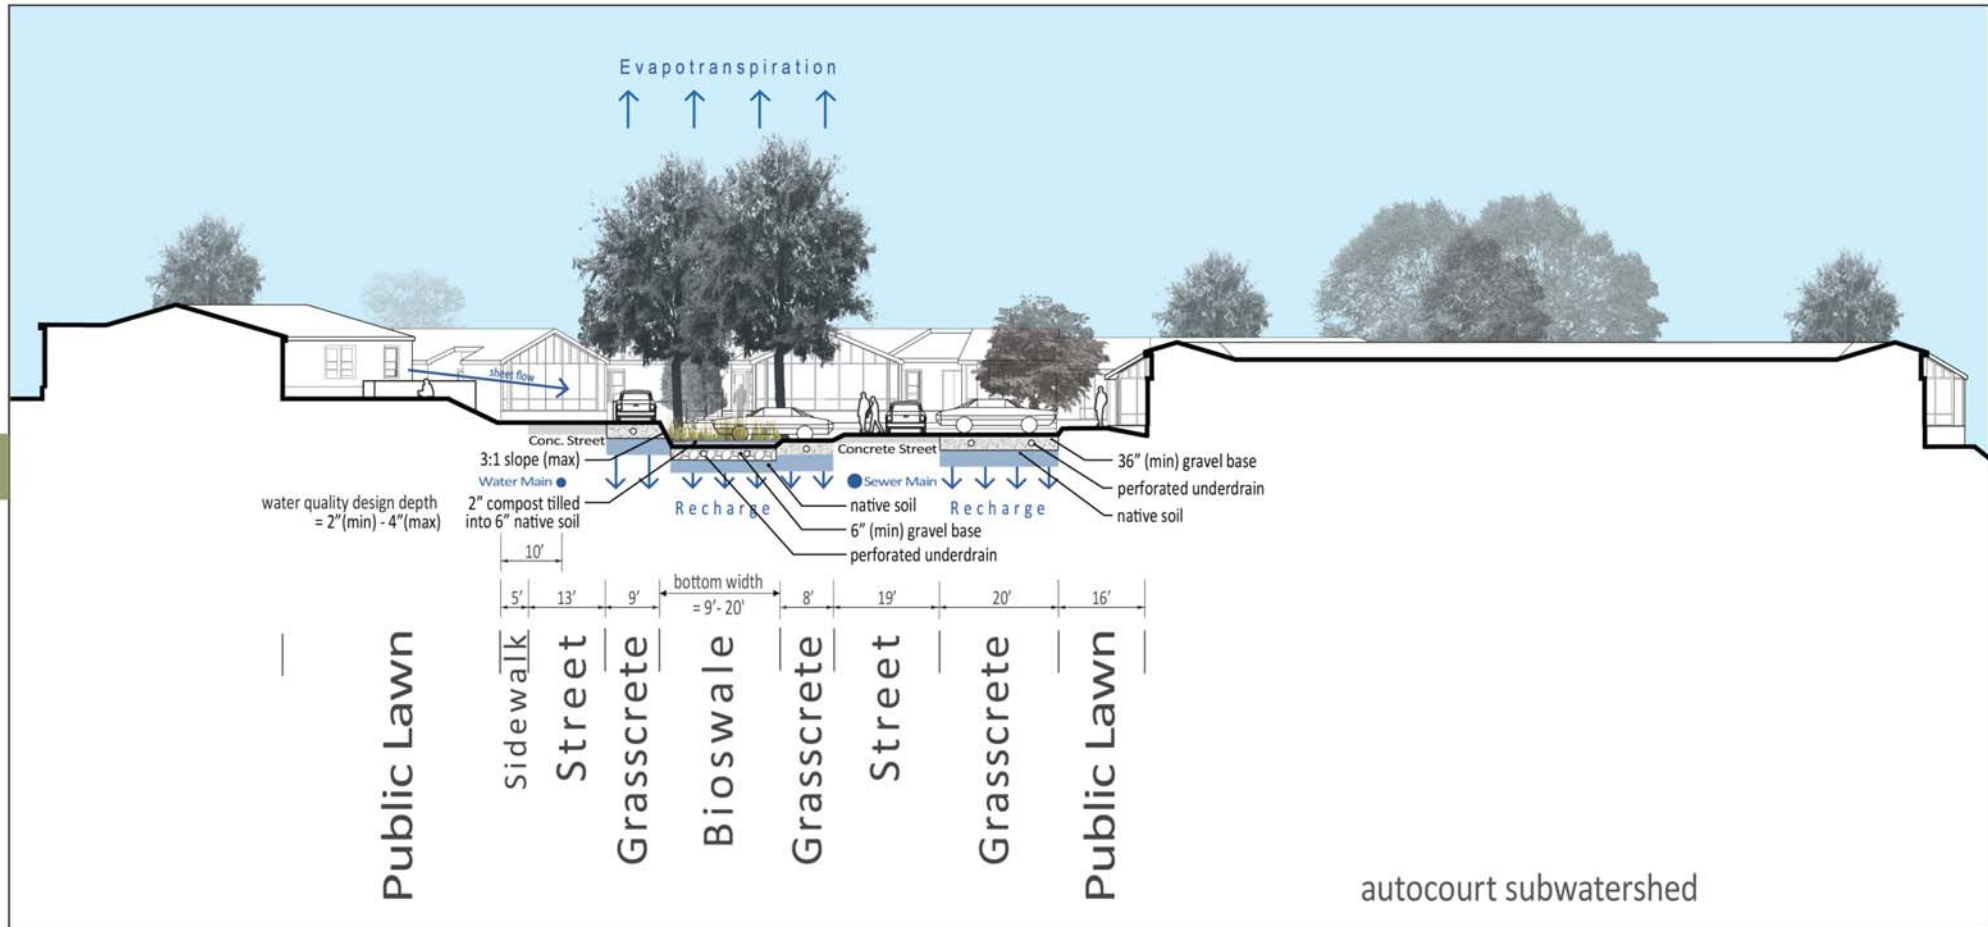 Evapotranspiration
sheet flow
Conc. Street
3:1 slope (max)
Water Main
water quality design depth
= 2"(min) - 4"(max)
2" compost tilled
into 6" native soil
Recharge
Concrete Street
Sewer Main
native soil
6" (min) gravel base
perforated underdrain
Recharge
36" (min) gravel base
perforated underdrain
native soil
10'
5'
13'
9'
bottom width
= 9'- 20'
8'
19'
20'
16'
Public Lawn
Sidewalk
Street
Grasscrete
Bioswale
Grasscrete
Street
Grasscrete
Public Lawn
autocourt subwatershed